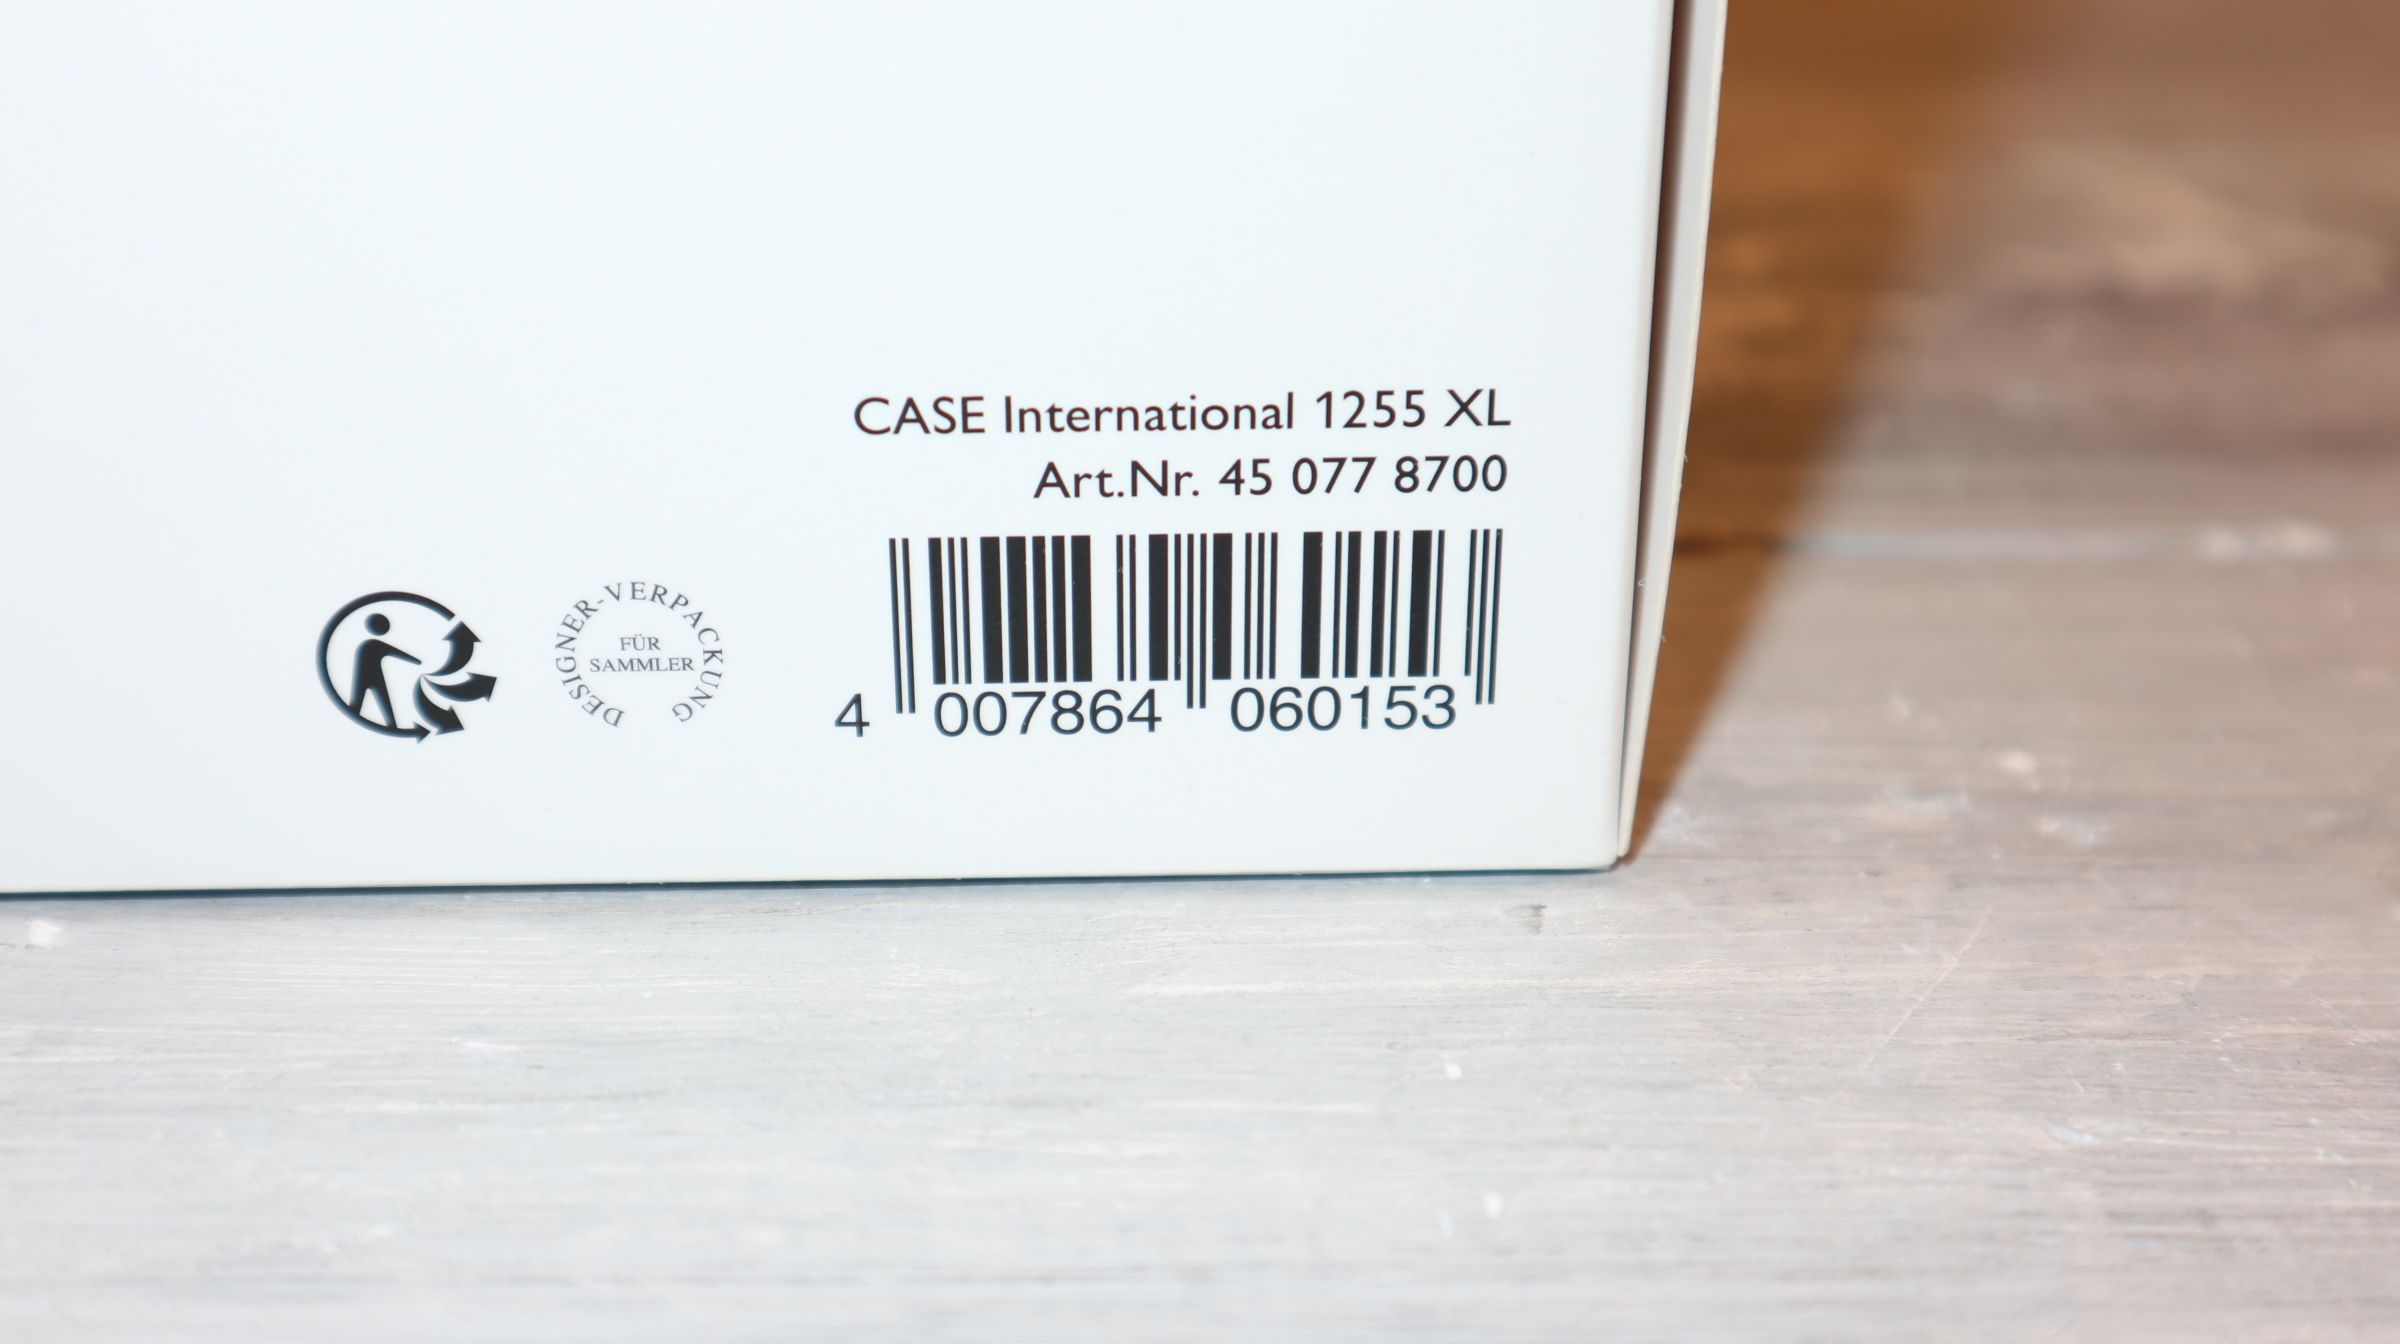 CASE International 1255 XL
Art.Nr. 45 077 8700
DESIGNER-VERPACKUNG
FÜR
SAMMLER
4 007864 060153